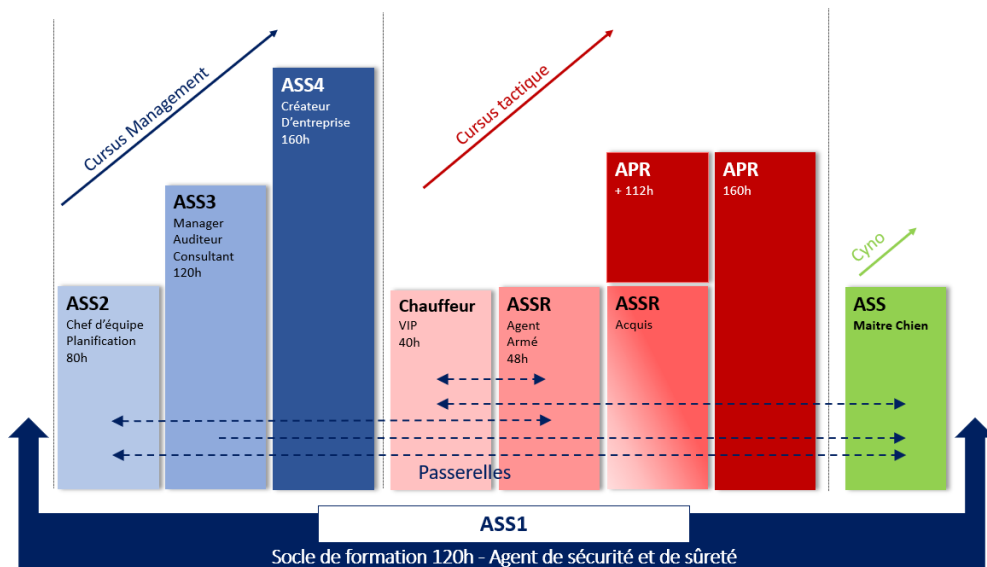 Cursus Management
ASS4
Créateur
D'entreprise
160h
ASS3
Manager
Auditeur
Consultant
120h
ASS2
Chef d'équipe
Planification
80h
Cursus tactique
Chauffeur
VIP
40h
ASSR
Agent
Armé
48h
APR
+ 112h
ASSR
Acquis
APR
160h
Cyno
ASS
Maitre Chien
Passerelles
ASS1
Socle de formation 120h - Agent de sécurité et de sûreté